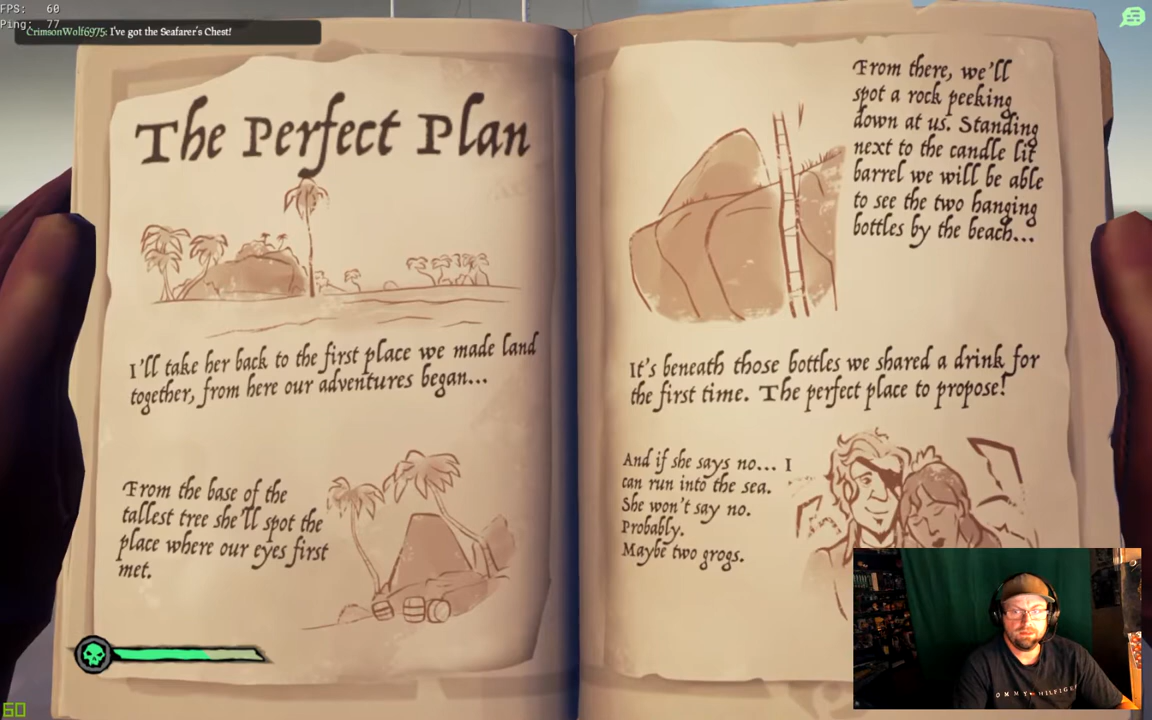 FPS: 60
Ping: 77
CrimsonWolf6975: I've got the Seafarer's Chest!
The Perfect Plan
I'll take her back to the first place we made land
together, from here our adventures began...
From the base of the
tallest tree she'll spot the
place where our eyes first
met.
From there, we'll
spot a rock peeking
down at us. Standing
next to the candle lit
barrel we will be able
to see the two hanging
bottles by the beach...
It's beneath those bottles we shared a drink for
the first time. The perfect place to propose!
And if she says no... I
can run into the sea.
She won't say no.
Probably.
Maybe two grogs.
OMMY HILFIGE
60